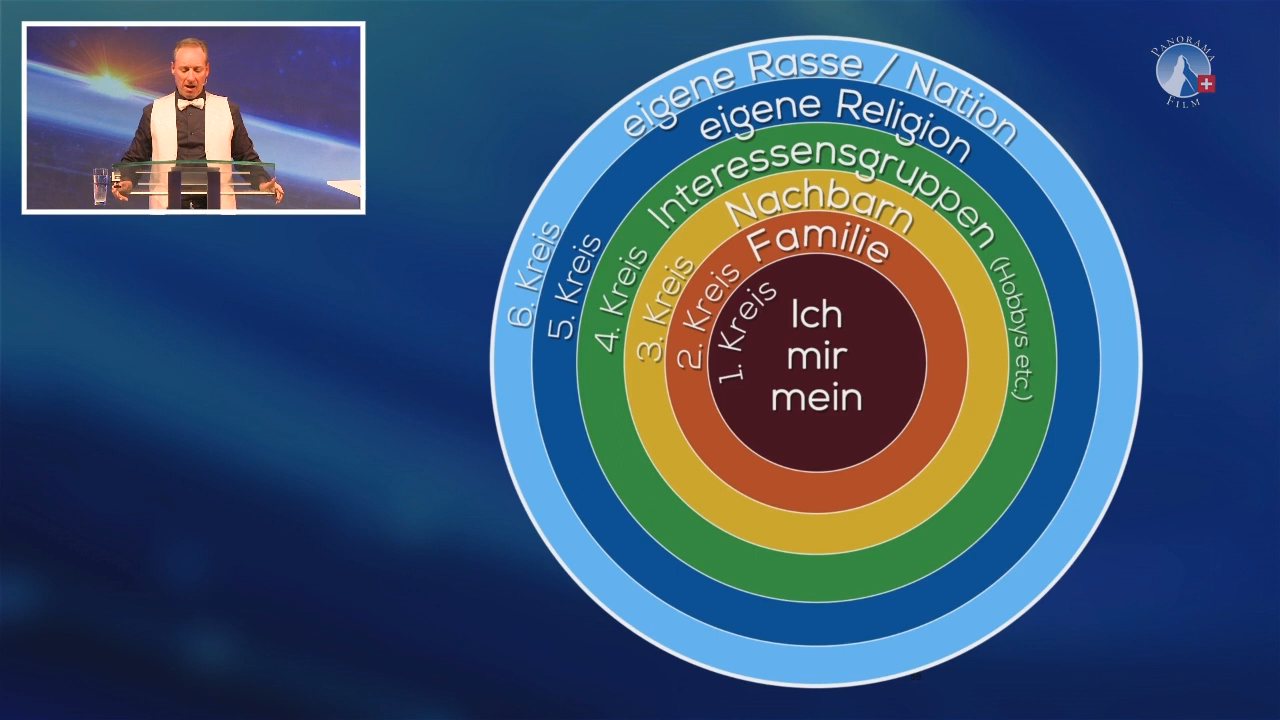 PANORAMA
FILM
eigene Rasse / Nation
eigene Religion
Interessensgruppen (Hobbys etc.)
Nachbarn
Familie
6. Kreis
5. Kreis
4. Kreis
3. Kreis
2. Kreis
1. Kreis
Ich
mir
mein